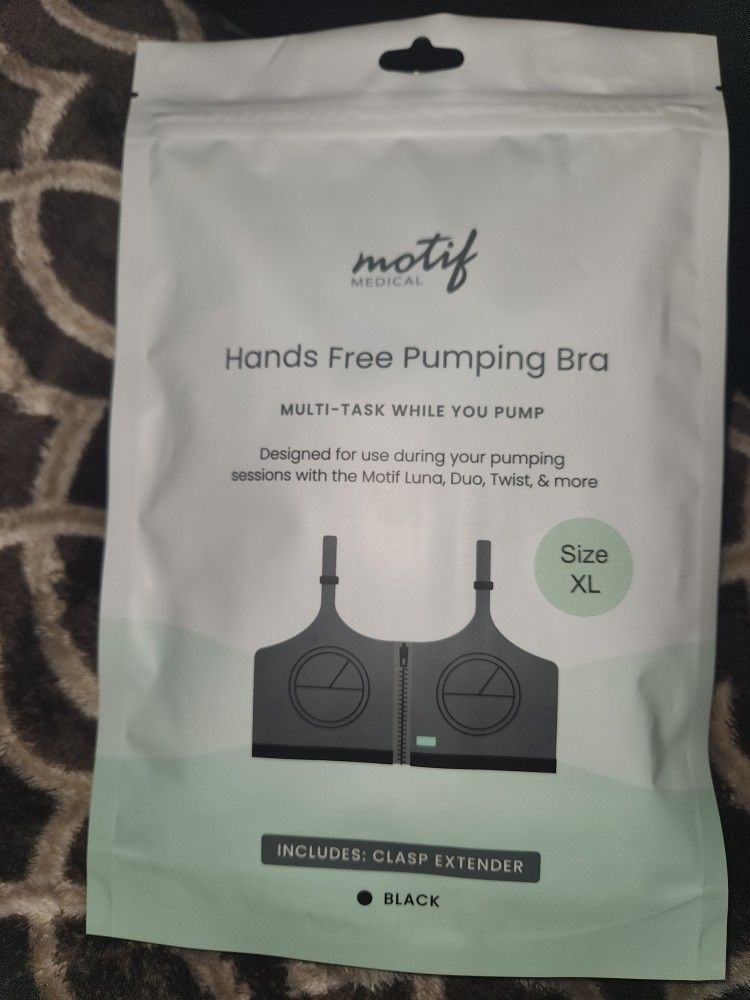 motif
MEDICAL
Hands Free Pumping Bra
MULTI-TASK WHILE YOU PUMP
Designed for use during your pumping
sessions with the Motif Luna, Duo, Twist, & more
Size
XL
INCLUDES: CLASP EXTENDER
BLACK